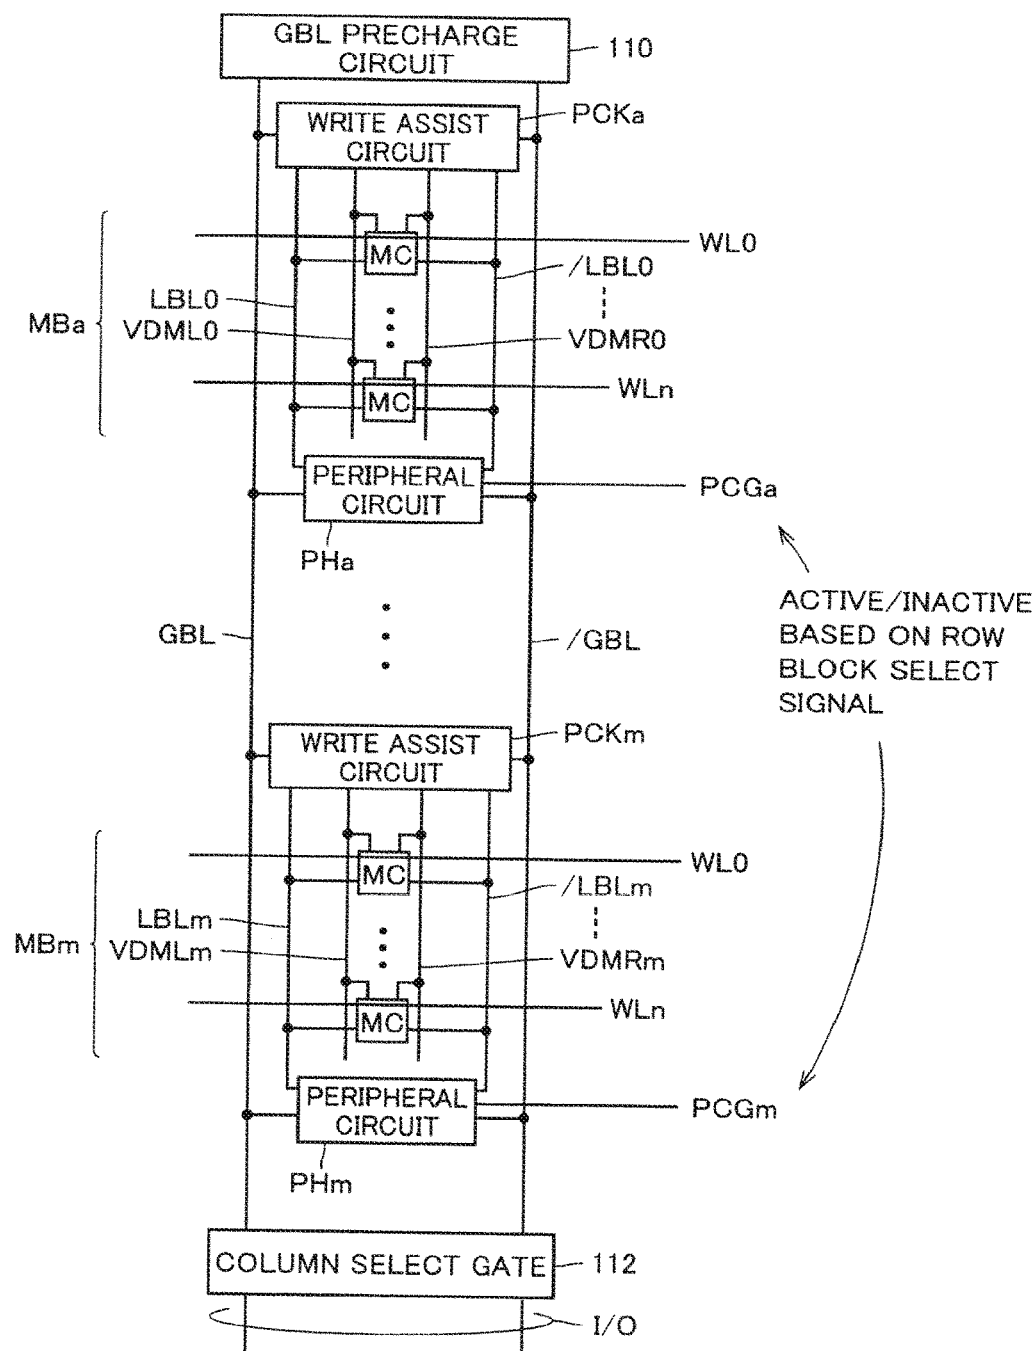 GBL PRECHARGE
CIRCUIT
110
WRITE ASSIST
CIRCUIT
PCKa
MC
WL0
/LBL0
LBL0
MBa
VDML0
VDMR0
MC
WLn
PERIPHERAL
CIRCUIT
PCGa
PHa
ACTIVE/INACTIVE
BASED ON ROW
BLOCK SELECT
SIGNAL
GBL
/GBL
WRITE ASSIST
CIRCUIT
PCKm
MC
WL0
/LBLm
LBLm
MBm
VDMLm
VDMRm
MC
WLn
PERIPHERAL
CIRCUIT
PCGm
PHm
COLUMN SELECT GATE
112
I/O